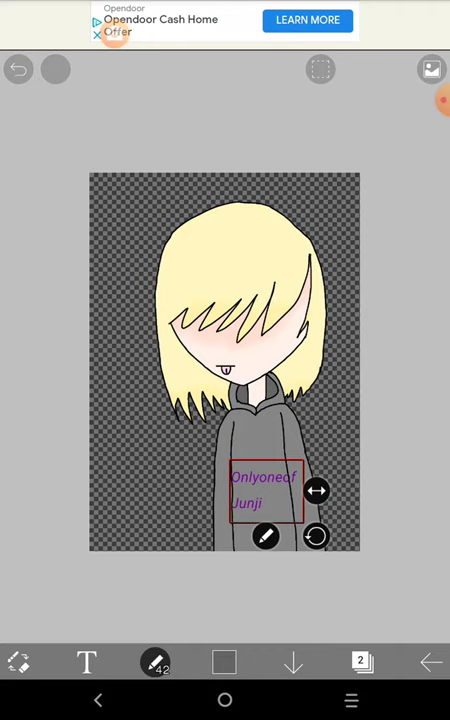 Opendoor
Opendoor Cash Home
Offer
LEARN MORE
Onlyoneof
Junji
T
42
2